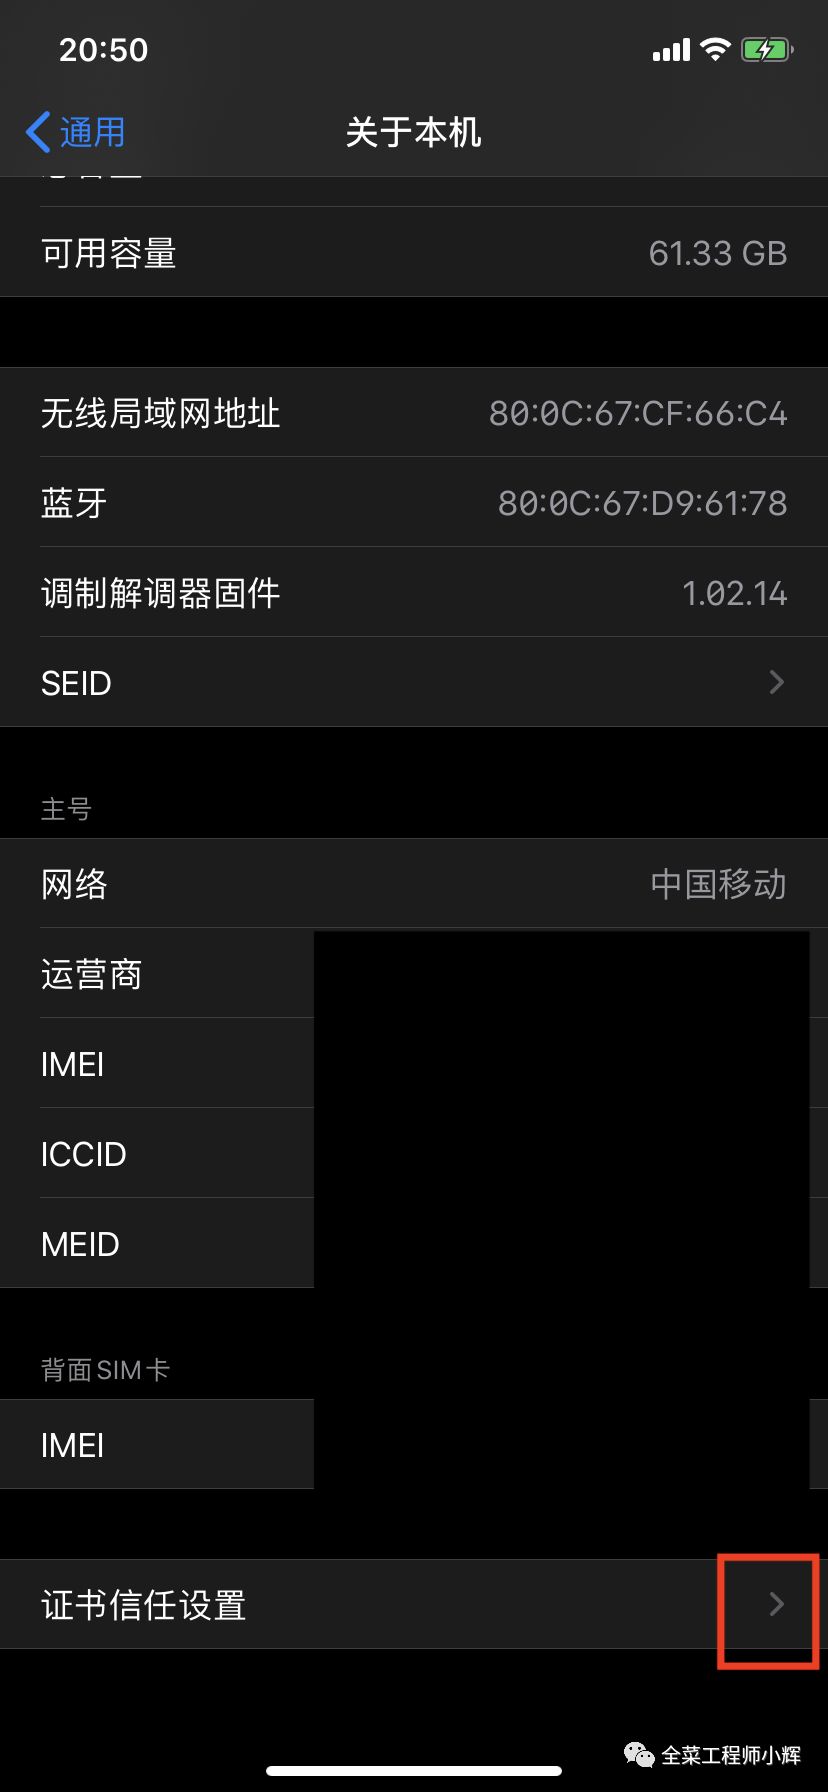 20:50
通用
关于本机
可用容量 61.33 GB
无线局域网地址 80:0C:67:CF:66:C4
蓝牙 80:0C:67:D9:61:78
调制解调器固件 1.02.14
SEID
主号
网络 中国移动
运营商
IMEI
ICCID
MEID
背面SIM卡
IMEI
证书信任设置
全菜工程师小辉